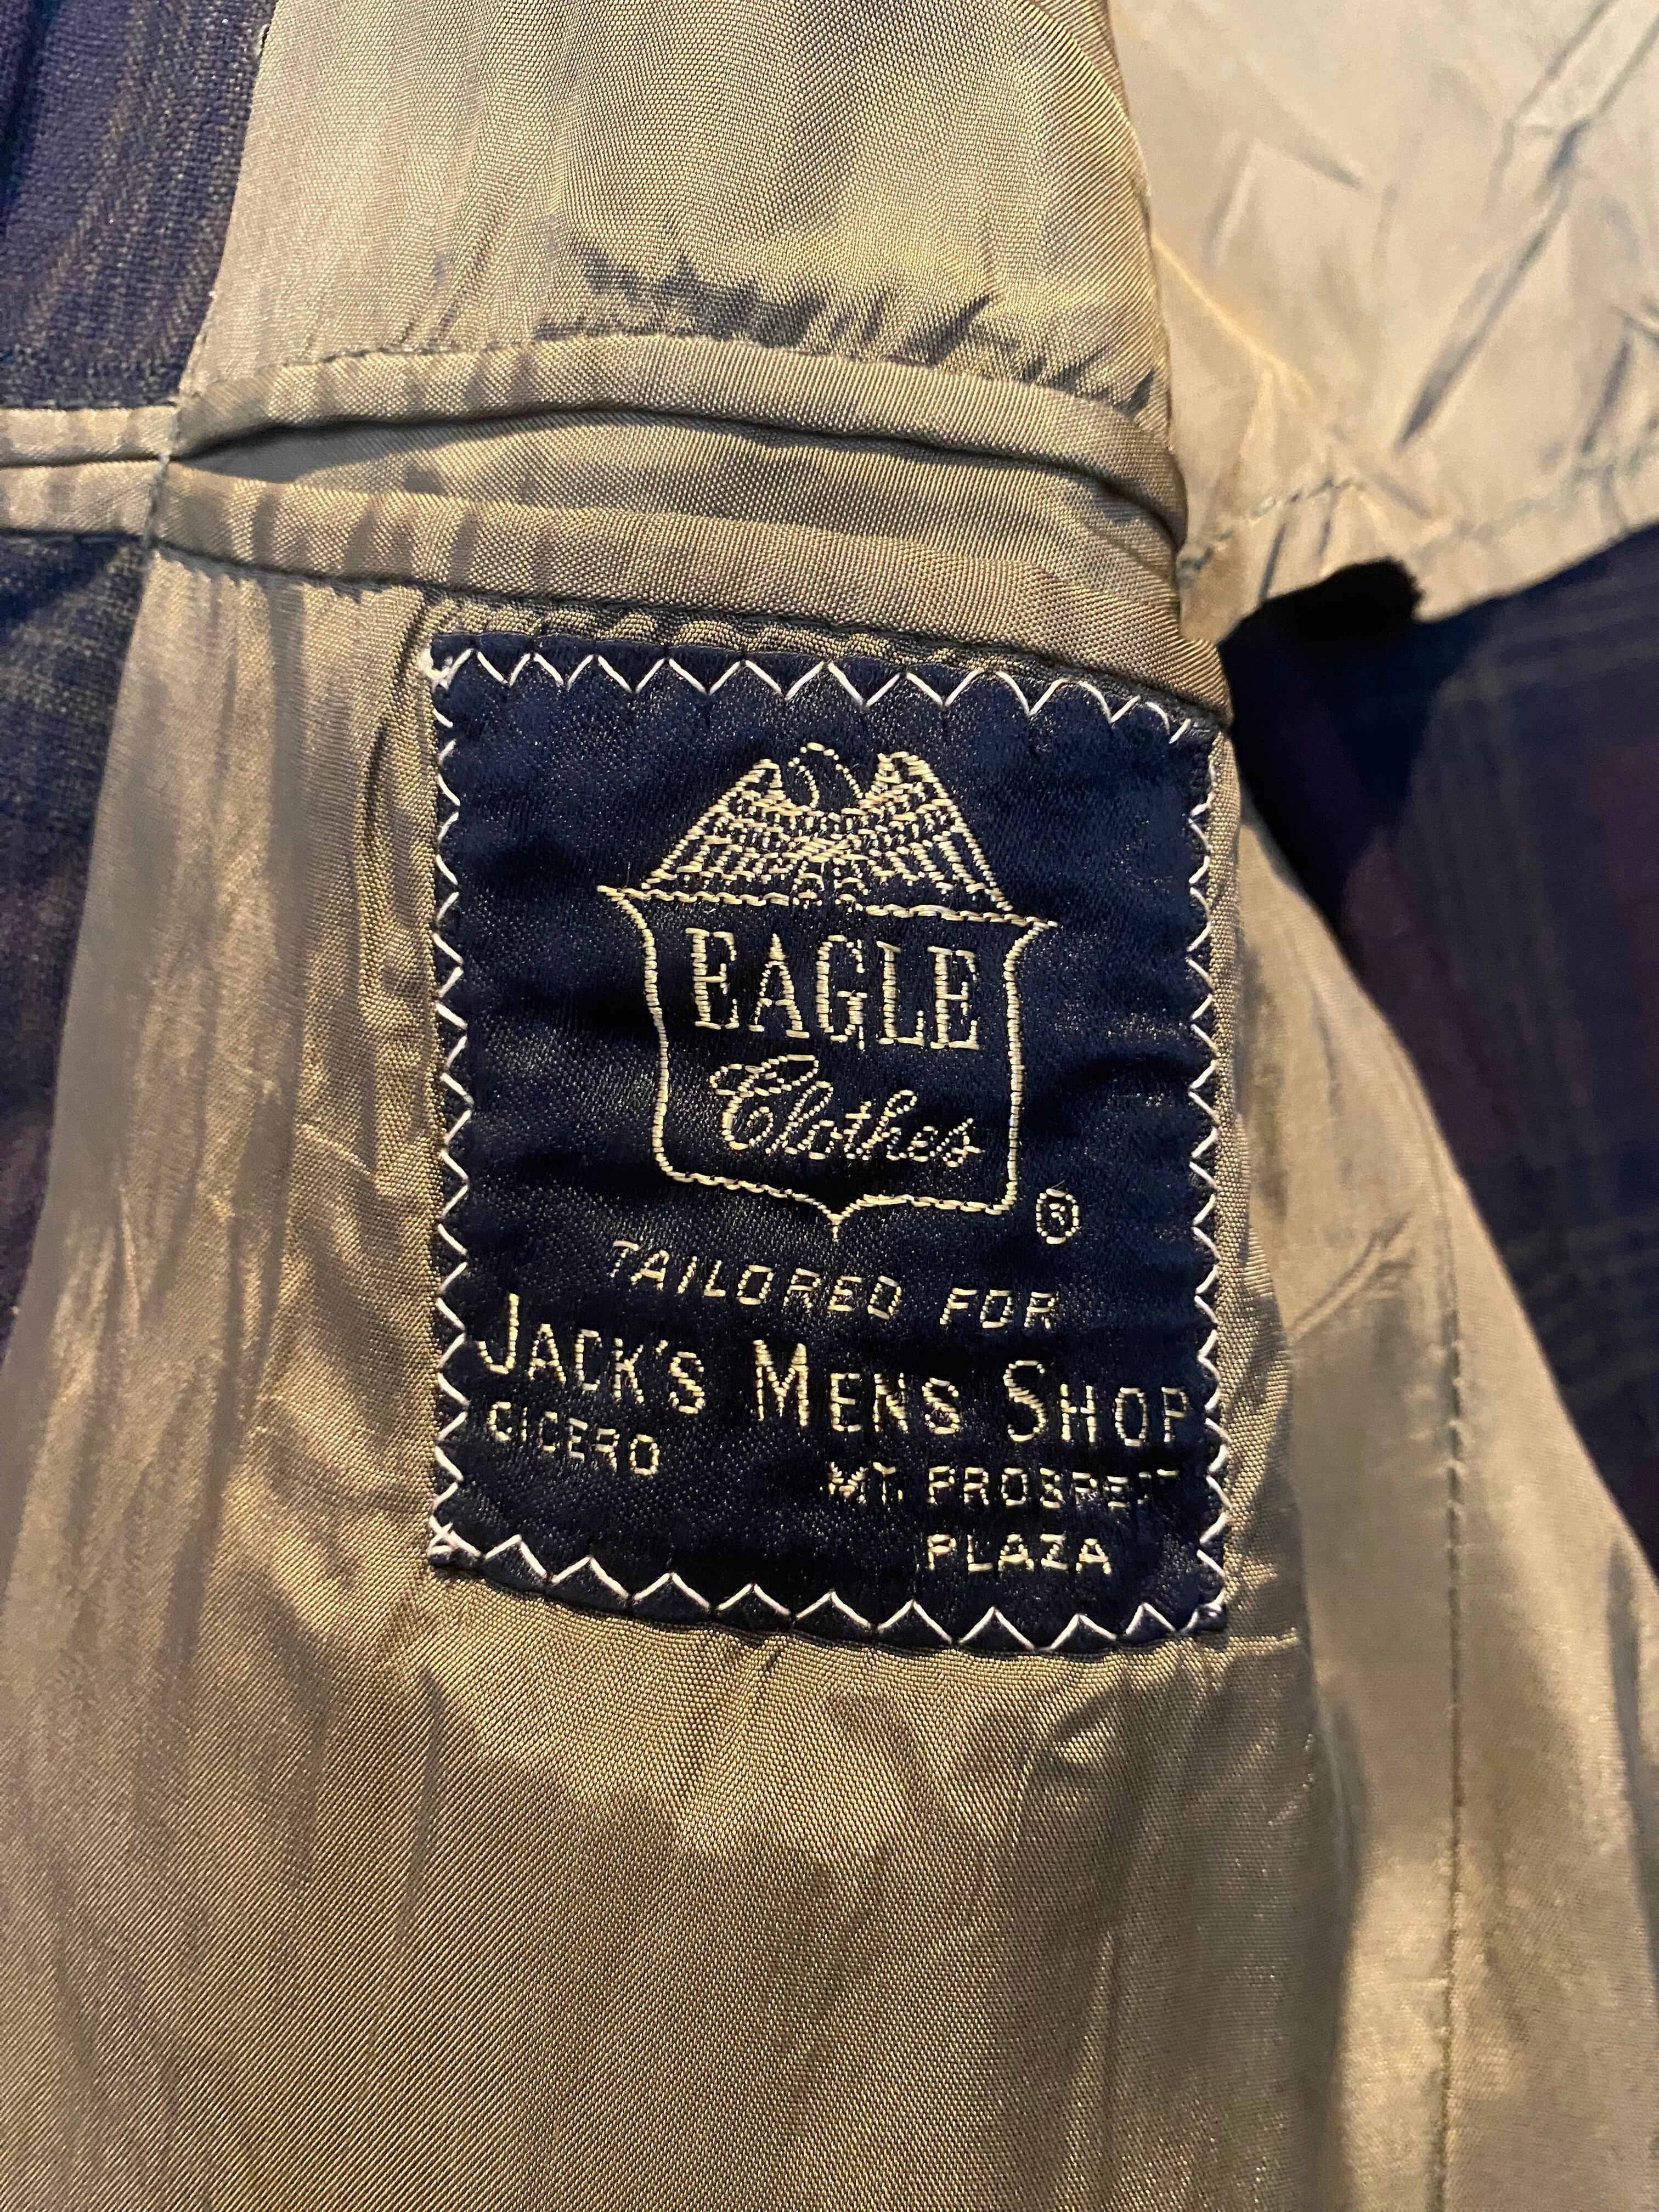 EAGLE
Clothes
®
TAILORED FOR
JACK'S MENS SHOP
CICERO
MT. PROSPECT
PLAZA